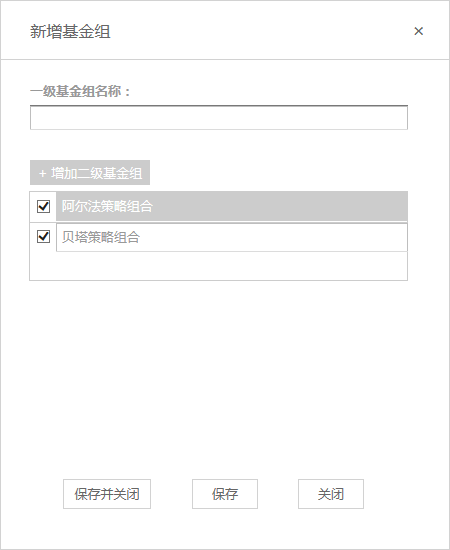 新增基金组
×
一级基金组名称：
+ 增加二级基金组
阿尔法策略组合
贝塔策略组合
保存并关闭 保存 关闭